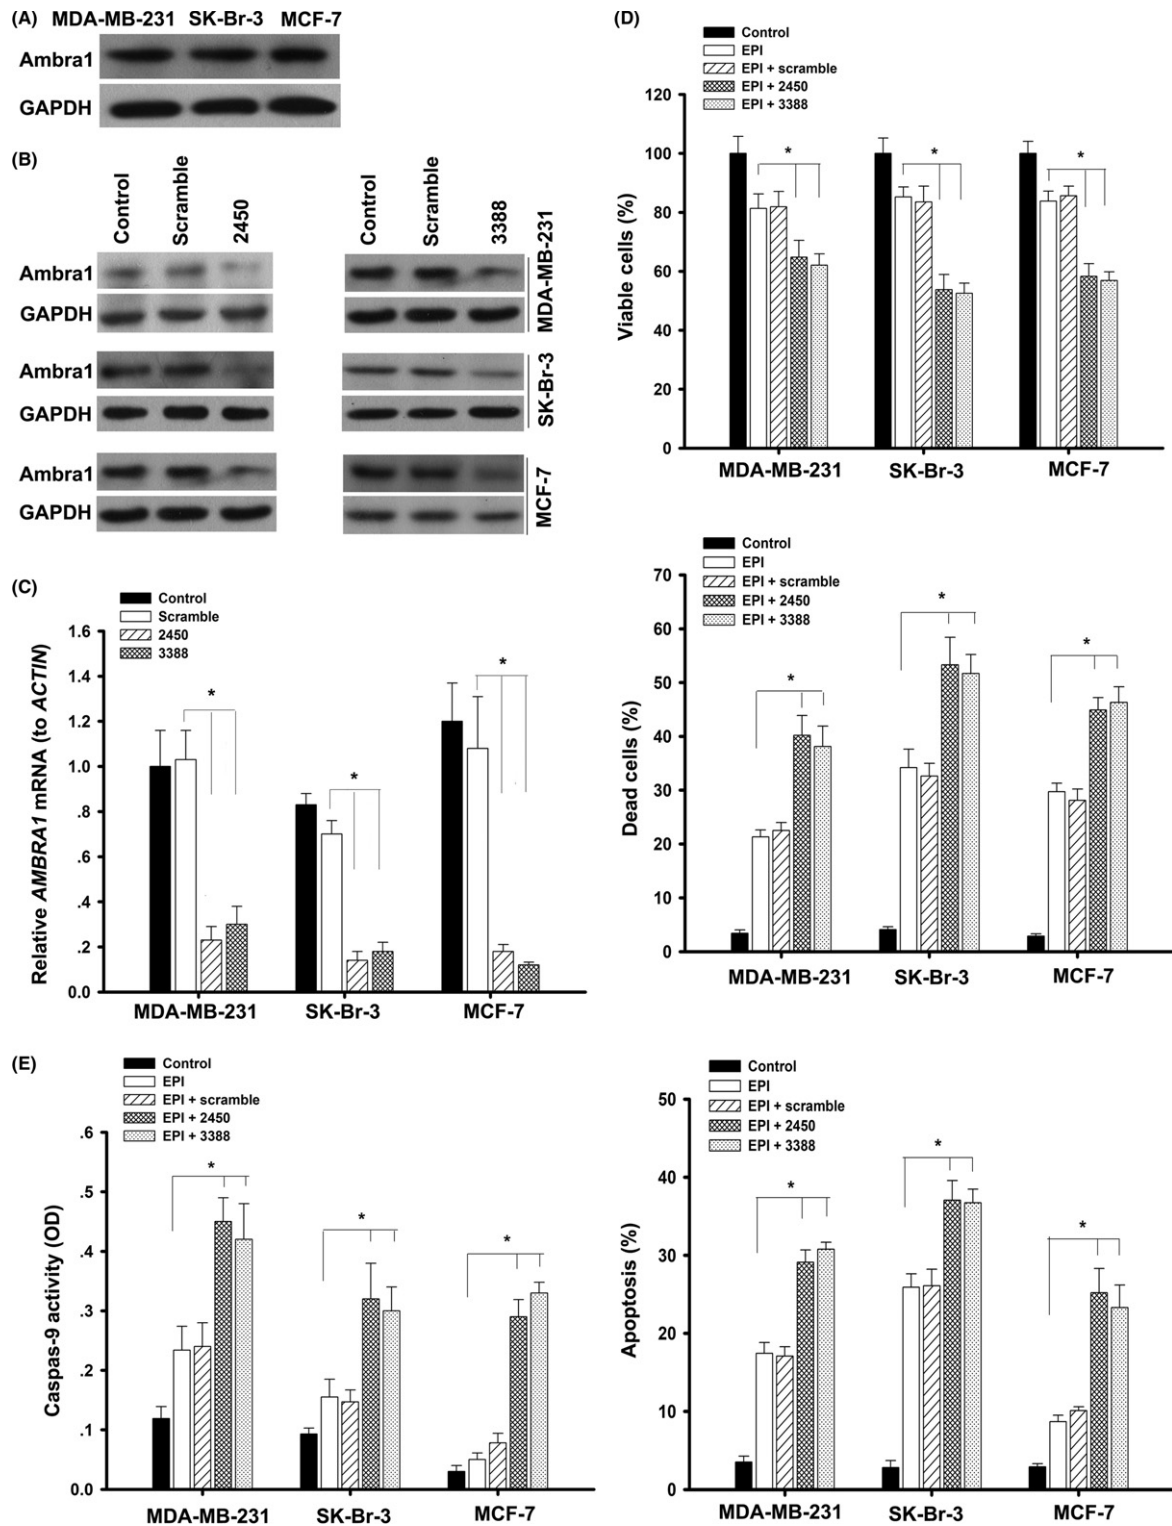 (A)
MDA-MB-231 SK-Br-3 MCF-7
Ambra1
GAPDH
(B)
Control
Scramble
2450
Control
Scramble
3388
Ambra1
GAPDH
MDA-MB-231
Ambra1
GAPDH
SK-Br-3
Ambra1
GAPDH
MCF-7
(C)
Control
Scramble
2450
3388
Relative AMBRA1 mRNA (to ACTIN)
1.6
1.4
1.2
1.0
.8
.6
.4
.2
0.0
* * *
MDA-MB-231 SK-Br-3 MCF-7
(D)
Control
EPI
EPI + scramble
EPI + 2450
EPI + 3388
Viable cells (%)
120
100
80
60
40
20
0
* * *
MDA-MB-231 SK-Br-3 MCF-7
Control
EPI
EPI + scramble
EPI + 2450
EPI + 3388
Dead cells (%)
70
60
50
40
30
20
10
0
* * *
MDA-MB-231 SK-Br-3 MCF-7
(E)
Control
EPI
EPI + scramble
EPI + 2450
EPI + 3388
Caspas-9 activity (OD)
.6
.5
.4
.3
.2
.1
0.0
* * *
MDA-MB-231 SK-Br-3 MCF-7
Control
EPI
EPI + scramble
EPI + 2450
EPI + 3388
Apoptosis (%)
50
40
30
20
10
0
* * *
MDA-MB-231 SK-Br-3 MCF-7